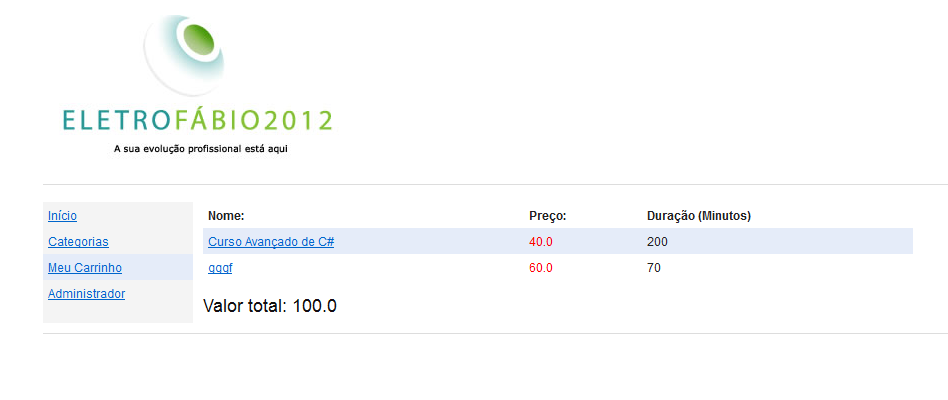 ELETROFÁBIO2012
A sua evolução profissional está aqui
Início
Categorias
Meu Carrinho
Administrador
Nome: Preço: Duração (Minutos)
Curso Avançado de C# 40.0 200
gggf 60.0 70
Valor total: 100.0